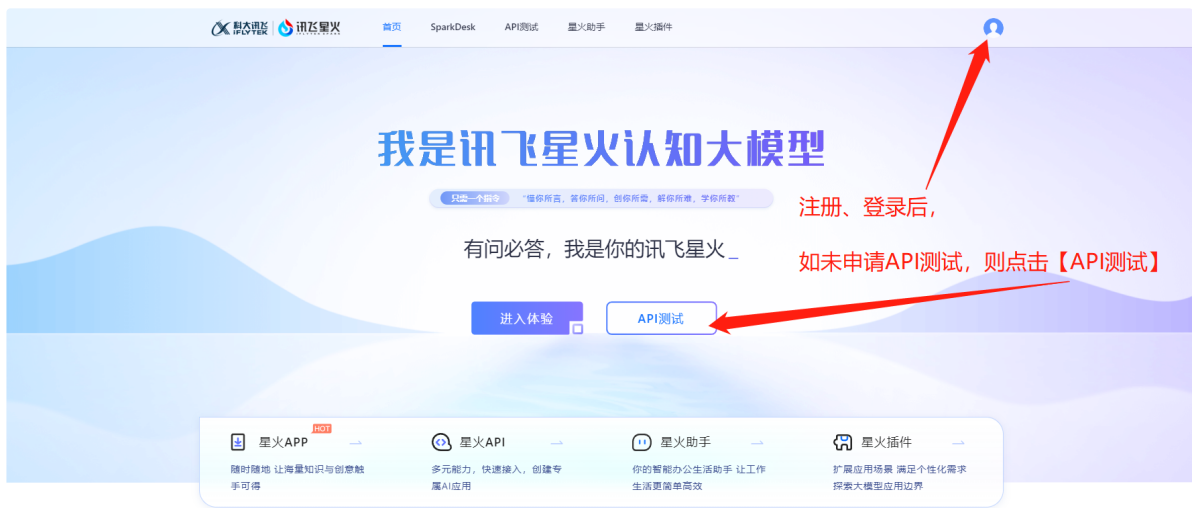 科大讯飞 IFLYTEK 讯飞星火 首页 SparkDesk API测试 星火助手 星火插件
我是讯飞星火认知大模型
只需一个指令 "懂你所言，答你所问，创你所需，解你所难，学你所教"
注册、登录后，
有问必答，我是你的讯飞星火_
如未申请API测试，则点击【API测试】
进入体验 API测试
星火APP HOT
随时随地 让海量知识与创意触
手可得
星火API
多元能力，快速接入，创建专
属AI应用
星火助手
你的智能办公生活助手 让工作
生活更简单高效
星火插件
扩展应用场景 满足个性化需求
探索大模型应用边界